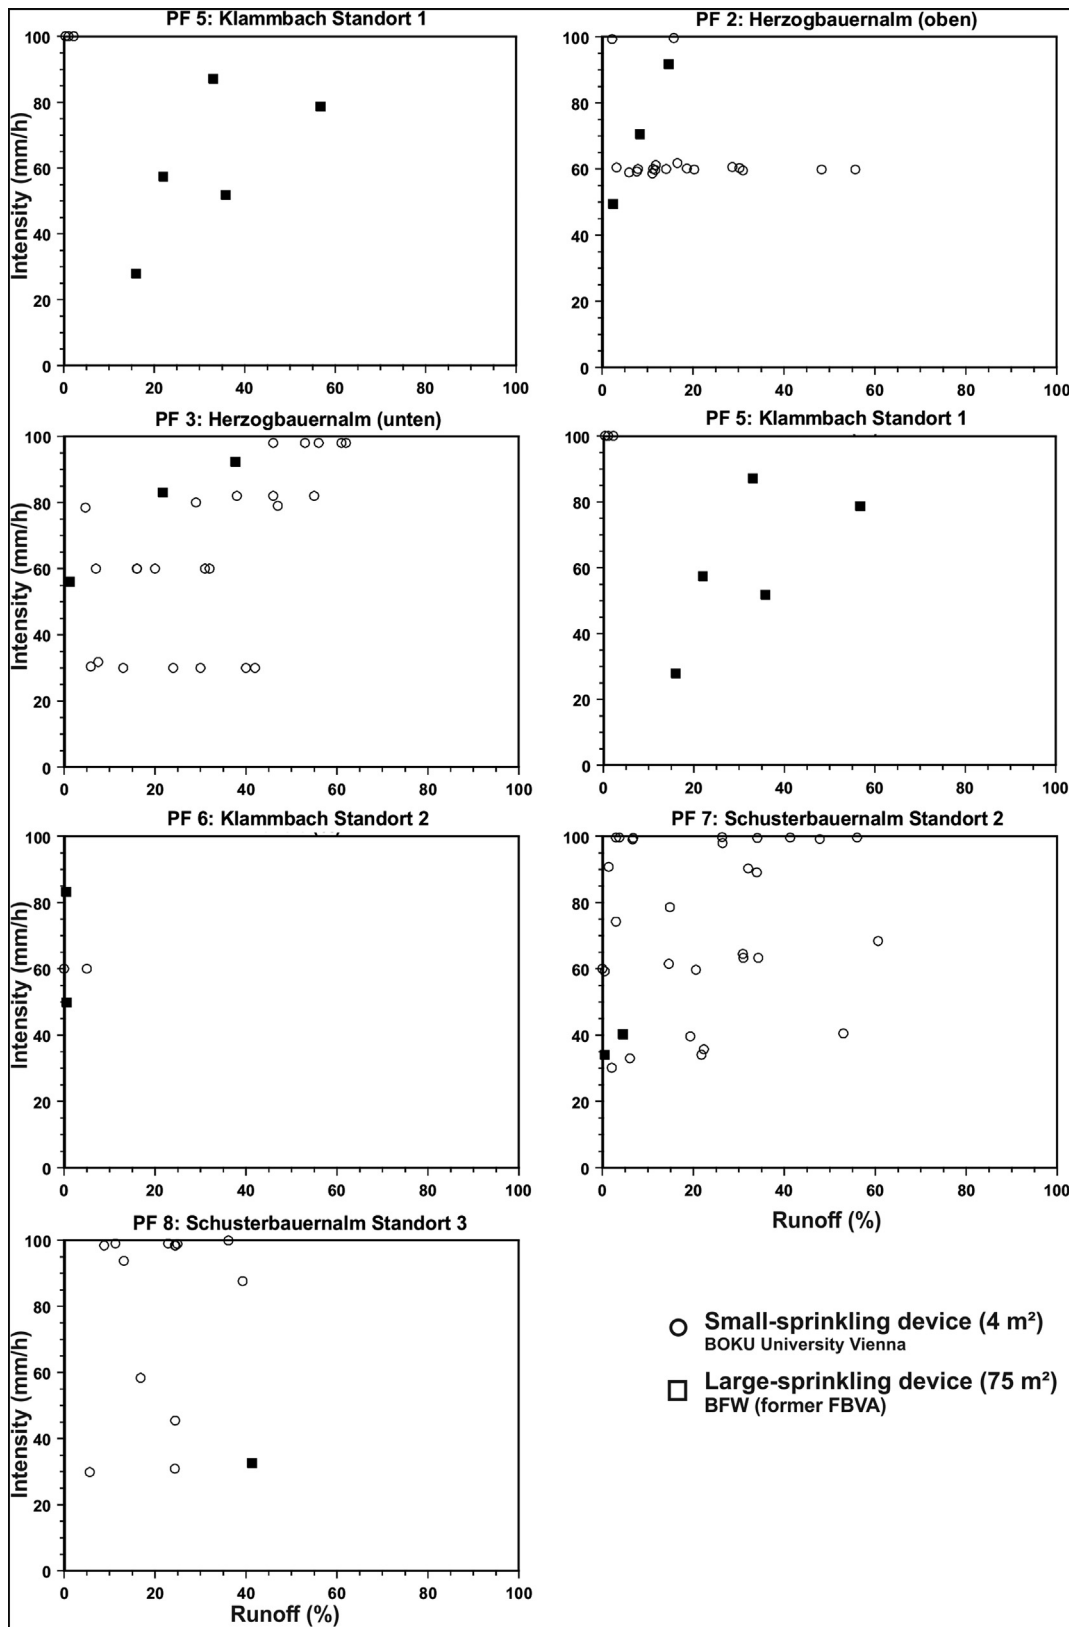 PF 5: Klammbach Standort 1
100
80
60
40
20
0
Intensity (mm/h)
0 20 40 60 80 100
PF 2: Herzogbauernalm (oben)
100
80
60
40
20
0
0 20 40 60 80 100
PF 3: Herzogbauernalm (unten)
100
80
60
40
20
0
Intensity (mm/h)
0 20 40 60 80 100
PF 5: Klammbach Standort 1
100
80
60
40
20
0
0 20 40 60 80 100
PF 6: Klammbach Standort 2
100
80
60
40
20
0
Intensity (mm/h)
0 20 40 60 80 100
PF 7: Schusterbauernalm Standort 2
100
80
60
40
20
0
0 20 40 60 80 100
Runoff (%)
PF 8: Schusterbauernalm Standort 3
100
80
60
40
20
0
Intensity (mm/h)
0 20 40 60 80 100
Runoff (%)
Small-sprinkling device (4 m²)
BOKU University Vienna
Large-sprinkling device (75 m²)
BFW (former FBVA)